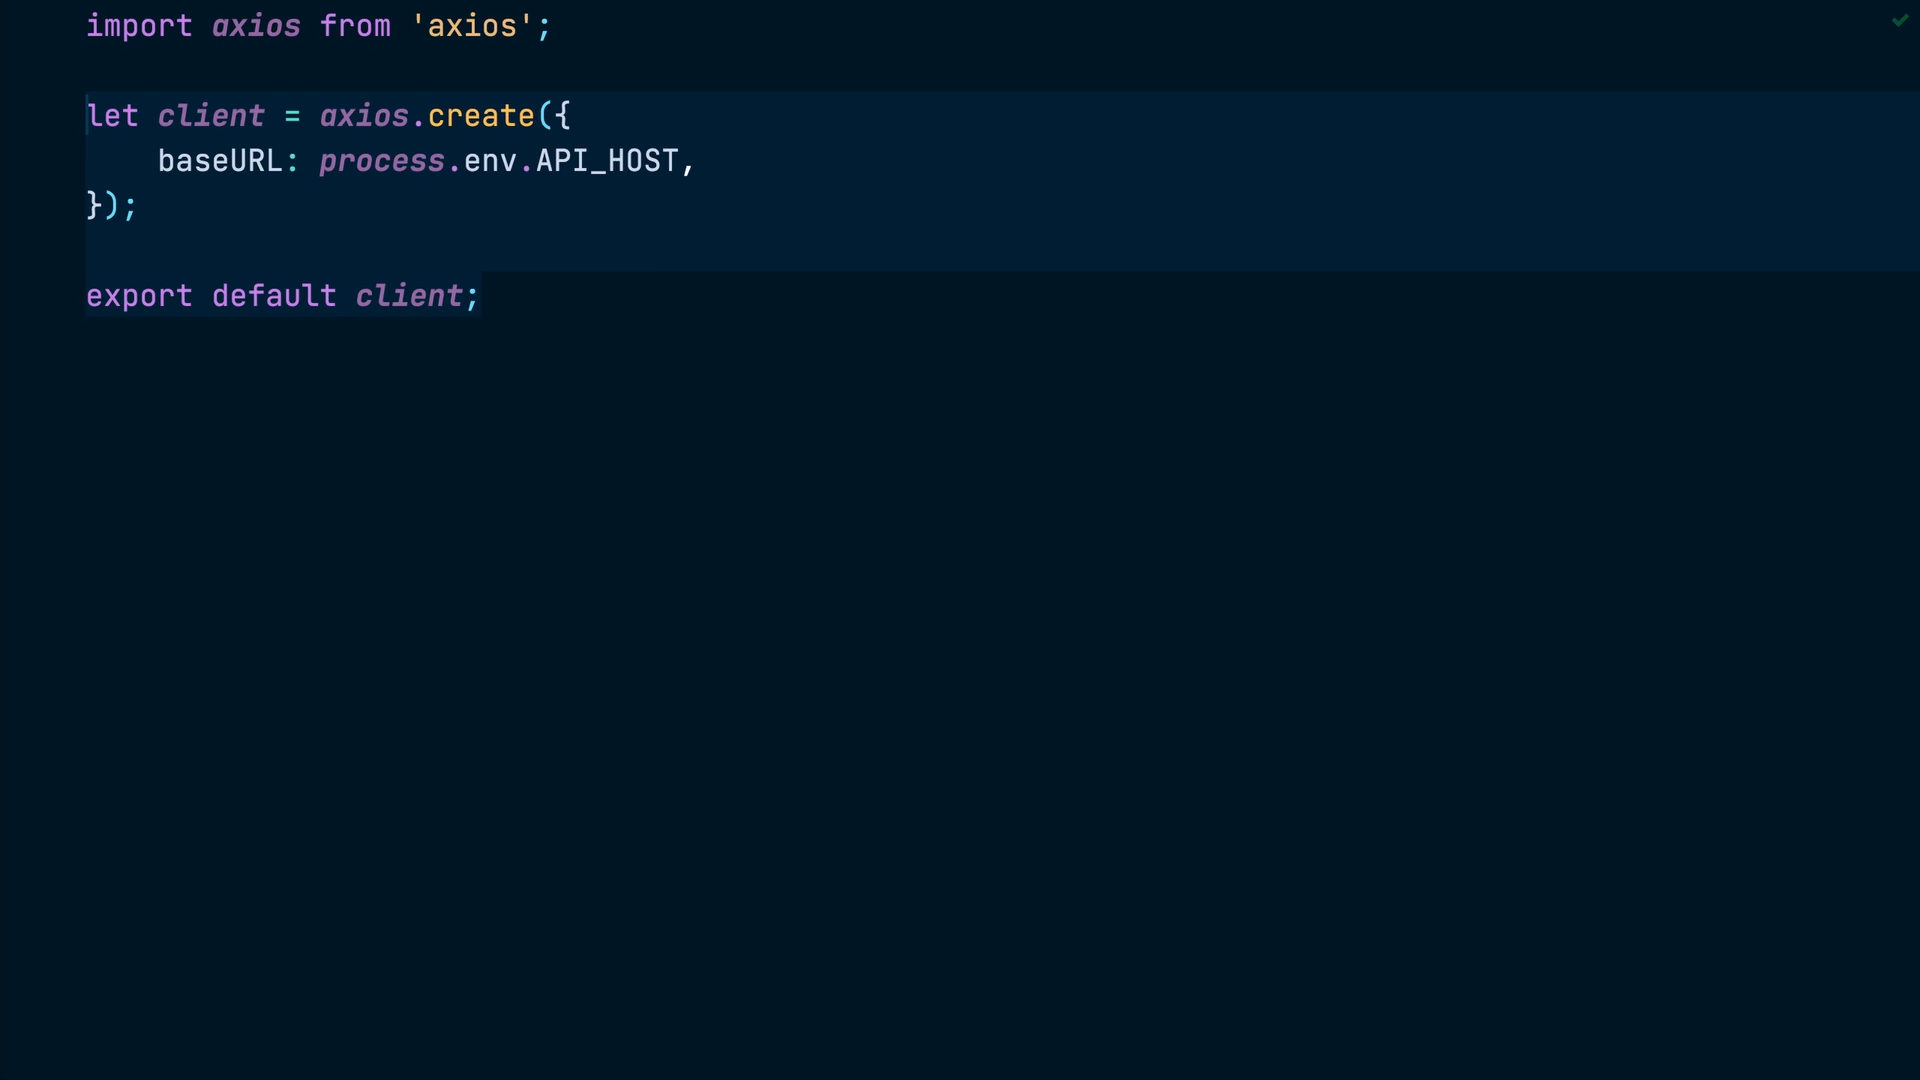 import axios from 'axios';
let client = axios.create({
    baseURL: process.env.API_HOST,
});
export default client;